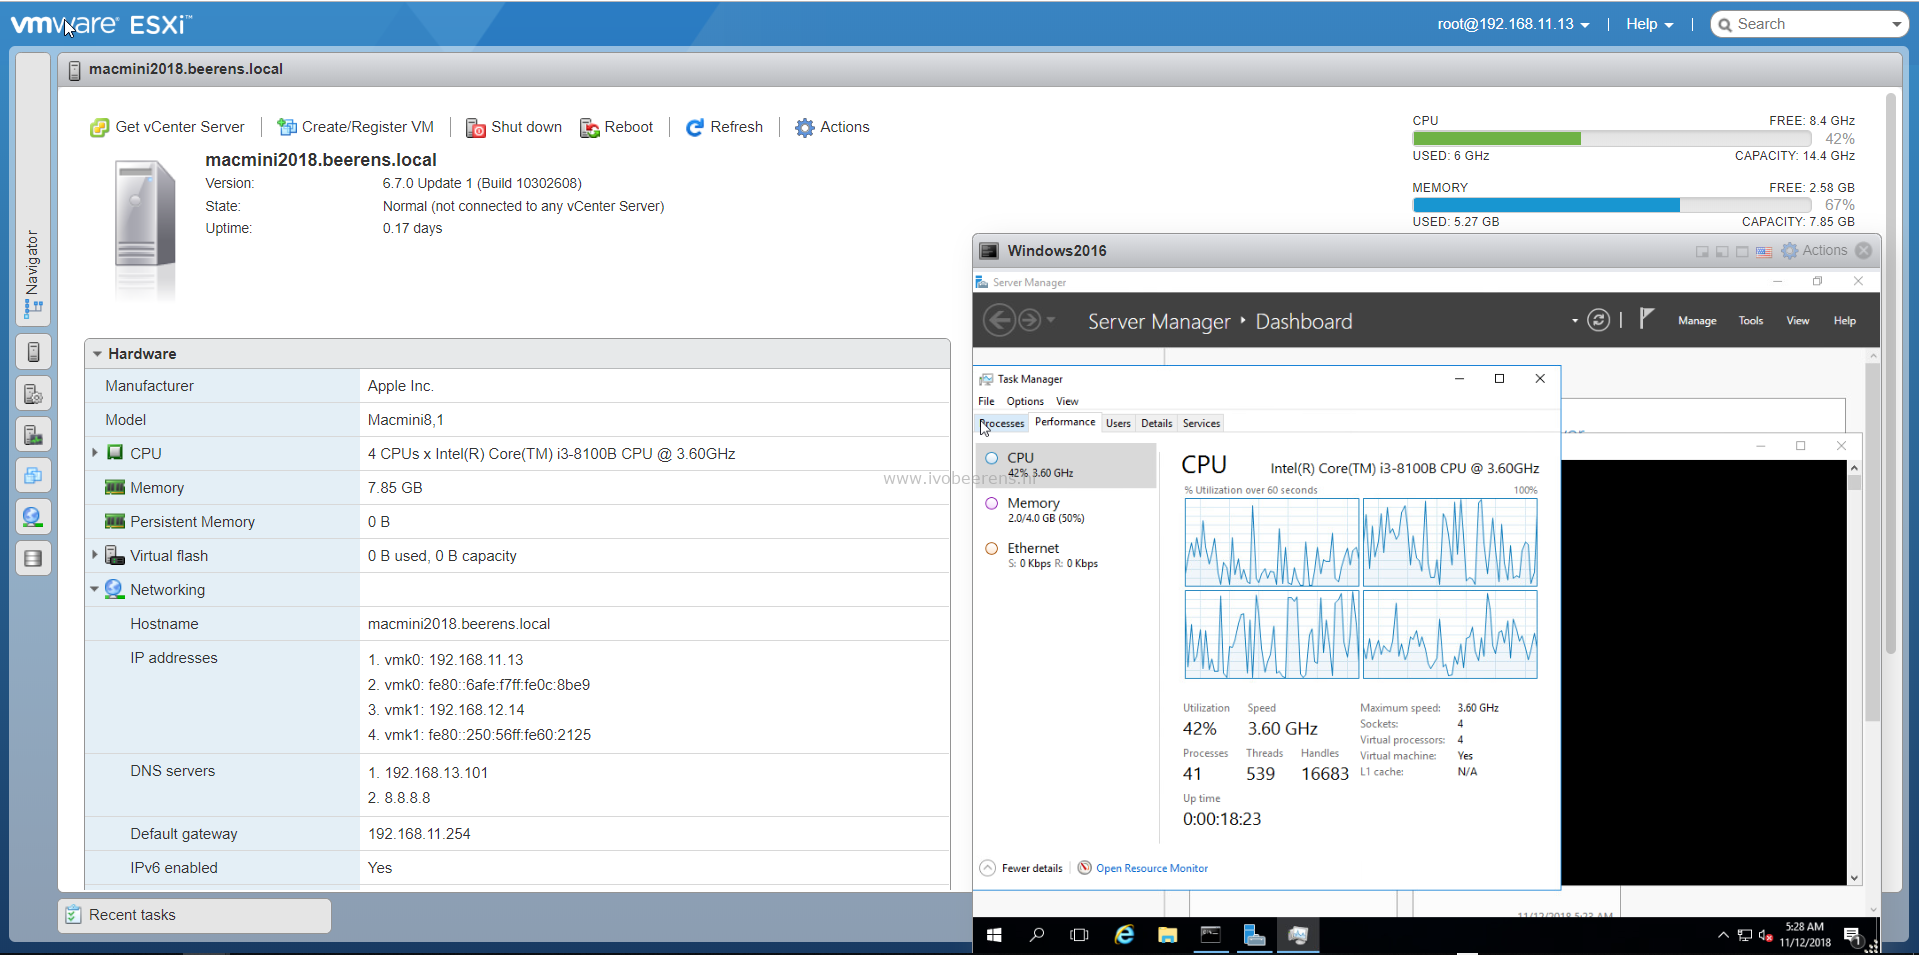 vmware ESXi™
root@192.168.11.13
Help
Search
macmini2018.beerens.local
Navigator
Get vCenter Server
Create/Register VM
Shut down
Reboot
Refresh
Actions
macmini2018.beerens.local
Version: 6.7.0 Update 1 (Build 10302608)
State: Normal (not connected to any vCenter Server)
Uptime: 0.17 days
CPU FREE: 8.4 GHz
42%
USED: 6 GHz CAPACITY: 14.4 GHz
MEMORY FREE: 2.58 GB
67%
USED: 5.27 GB CAPACITY: 7.85 GB
Hardware
Manufacturer Apple Inc.
Model Macmini8,1
CPU 4 CPUs x Intel(R) Core(TM) i3-8100B CPU @ 3.60GHz
Memory 7.85 GB
Persistent Memory 0 B
Virtual flash 0 B used, 0 B capacity
Networking
Hostname macmini2018.beerens.local
IP addresses 1. vmk0: 192.168.11.13
2. vmk0: fe80::6afe:f7ff:fe0c:8be9
3. vmk1: 192.168.12.14
4. vmk1: fe80::250:56ff:fe60:2125
DNS servers 1. 192.168.13.101
2. 8.8.8.8
Default gateway 192.168.11.254
IPv6 enabled Yes
Recent tasks
www.ivobeerens.nl
Windows2016
Actions
Server Manager
Server Manager Dashboard
Manage Tools View Help
Task Manager
File Options View
Processes Performance Users Details Services
CPU
42% 3.60 GHz
Memory
2.0/4.0 GB (50%)
Ethernet
S: 0 Kbps R: 0 Kbps
CPU Intel(R) Core(TM) i3-8100B CPU @ 3.60GHz
% Utilization over 60 seconds 100%
Utilization Speed
42% 3.60 GHz
Processes Threads Handles
41 539 16683
Up time
0:00:18:23
Maximum speed: 3.60 GHz
Sockets: 4
Virtual processors: 4
Virtual machine: Yes
L1 cache: N/A
Fewer details
Open Resource Monitor
11/12/2018 5:23 AM
5:28 AM
11/12/2018
1